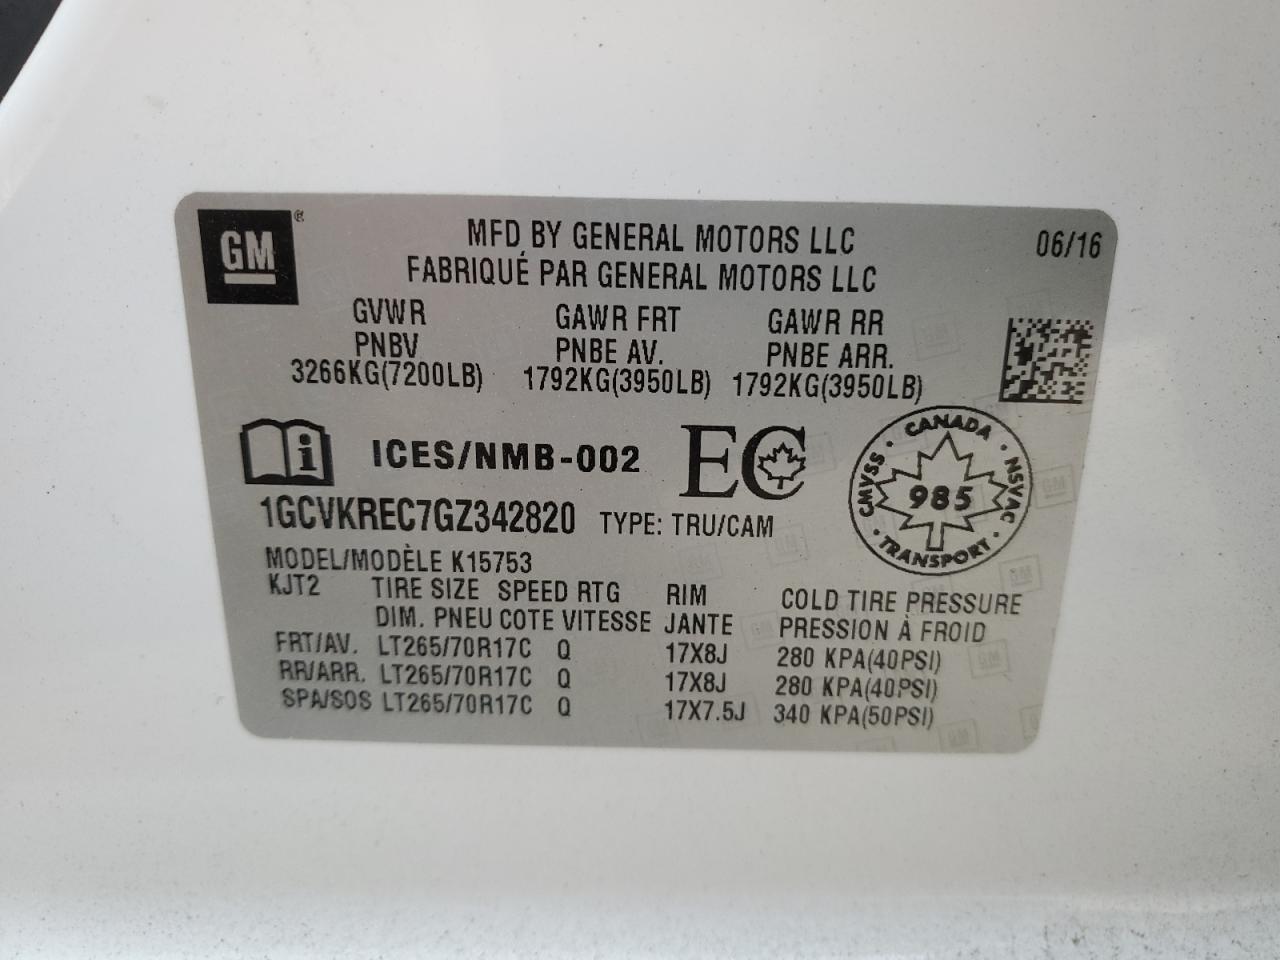 GM ®
MFD BY GENERAL MOTORS LLC
06/16
FABRIQUÉ PAR GENERAL MOTORS LLC
GVWR GAWR FRT GAWR RR
PNBV PNBE AV. PNBE ARR.
3266KG(7200LB) 1792KG(3950LB) 1792KG(3950LB)
i ICES/NMB-002 EC
CANADA
CMVSS · 985 · NSVAC
TRANSPORT
1GCVKREC7GZ342820 TYPE: TRU/CAM
MODEL/MODÈLE K15753
KJT2 TIRE SIZE SPEED RTG RIM COLD TIRE PRESSURE
DIM. PNEU COTE VITESSE JANTE PRESSION À FROID
FRT/AV. LT265/70R17C Q 17X8J 280 KPA(40PSI)
RR/ARR. LT265/70R17C Q 17X8J 280 KPA(40PSI)
SPA/SOS LT265/70R17C Q 17X7.5J 340 KPA(50PSI)